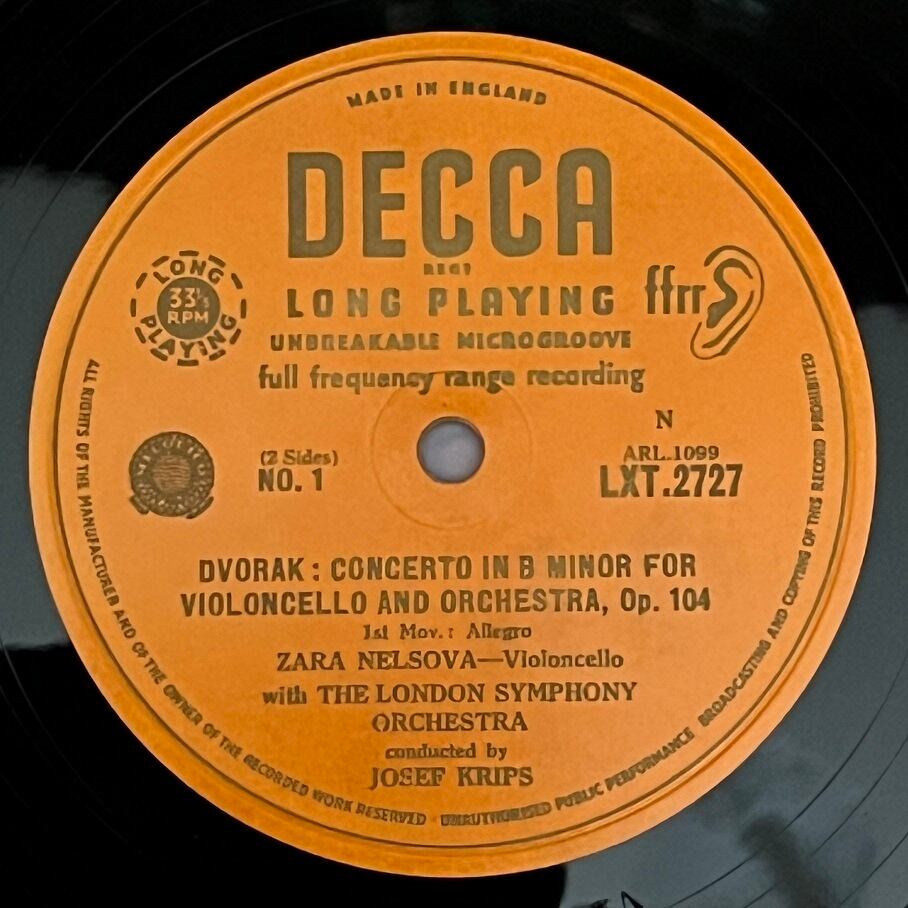 MADE IN ENGLAND
DECCA
REGD
LONG PLAYING
UNBREAKABLE MICROGROOVE
full frequency range recording
LONG
33⅓
RPM
PLAYING
ffrr
N
(2 Sides)
NO. 1
ARL.1099
LXT.2727
DVORAK : CONCERTO IN B MINOR FOR
VIOLONCELLO AND ORCHESTRA, Op. 104
1st Mov. : Allegro
ZARA NELSOVA—Violoncello
with THE LONDON SYMPHONY
ORCHESTRA
conducted by
JOSEF KRIPS
ALL RIGHTS OF THE MANUFACTURER AND OF THE OWNER OF THE RECORDED WORK RESERVED UNAUTHORISED PUBLIC PERFORMANCE BROADCASTING AND COPYING OF THIS RECORD PROHIBITED